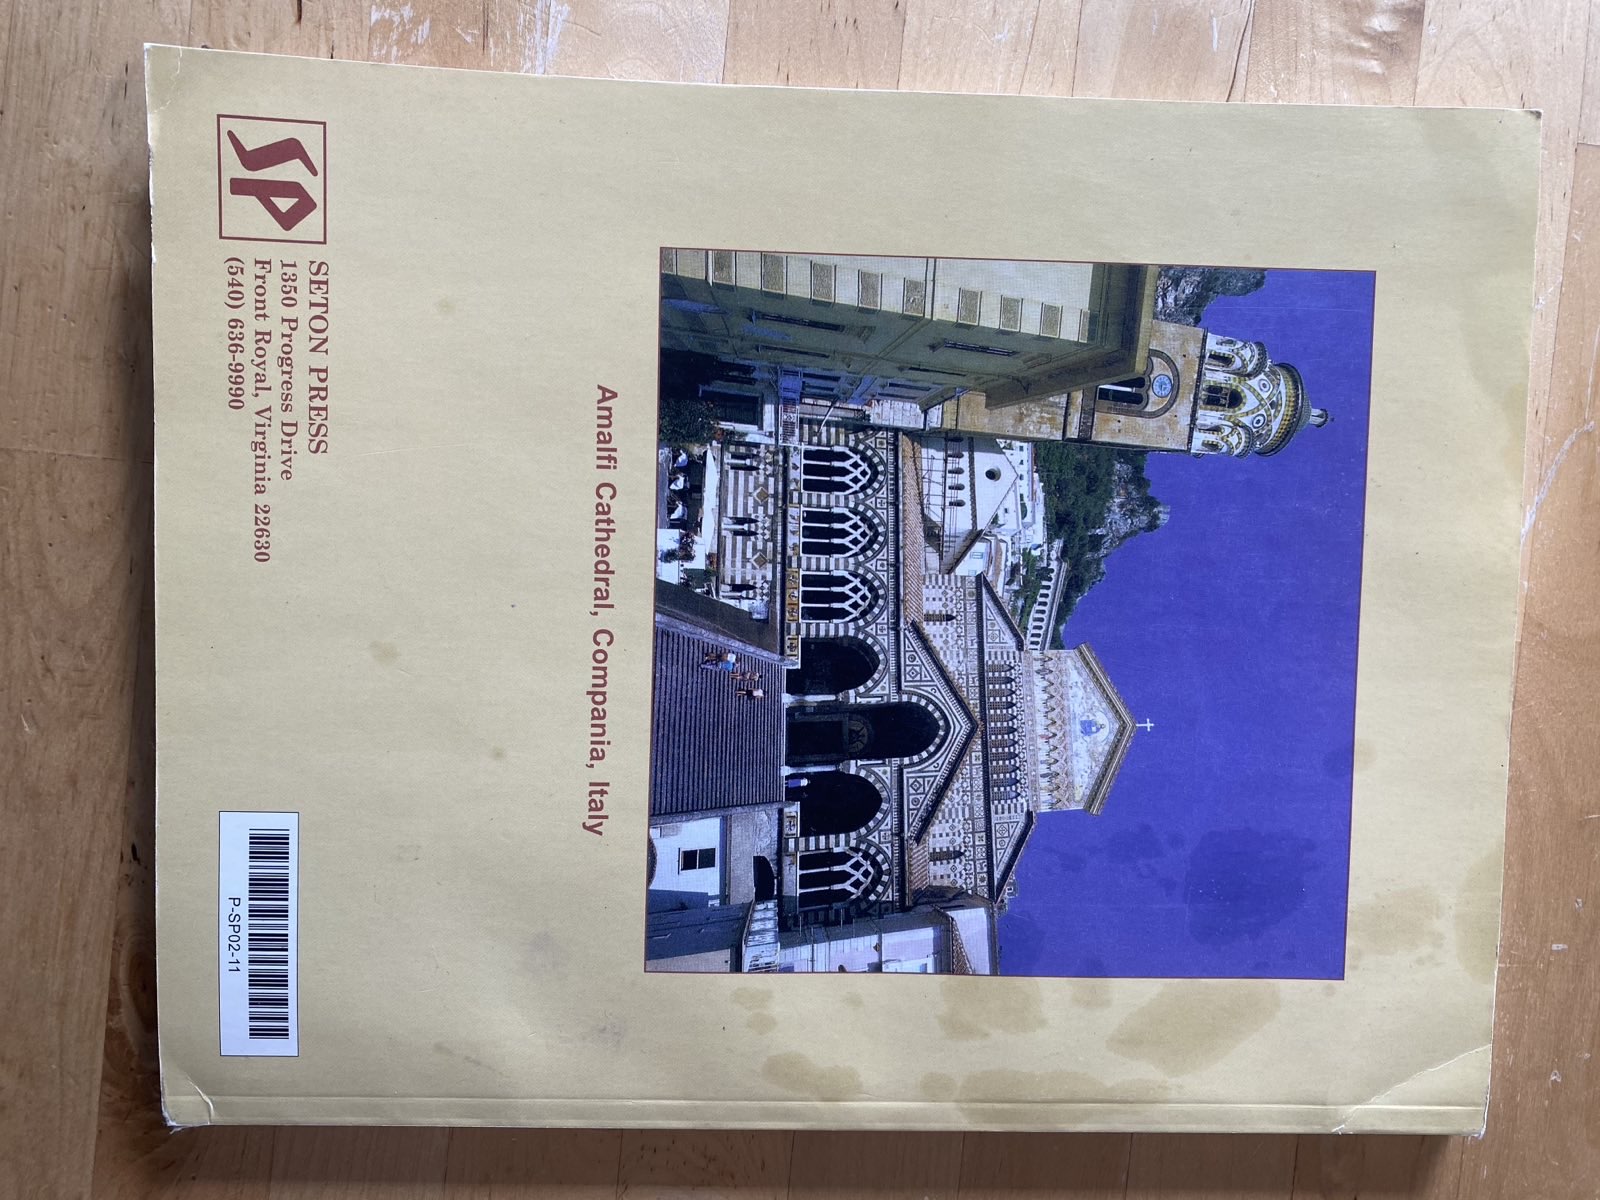 Amalfi Cathedral, Compania, Italy
SP
SETON PRESS
1350 Progress Drive
Front Royal, Virginia 22630
(540) 636-9990
P-SP02-11